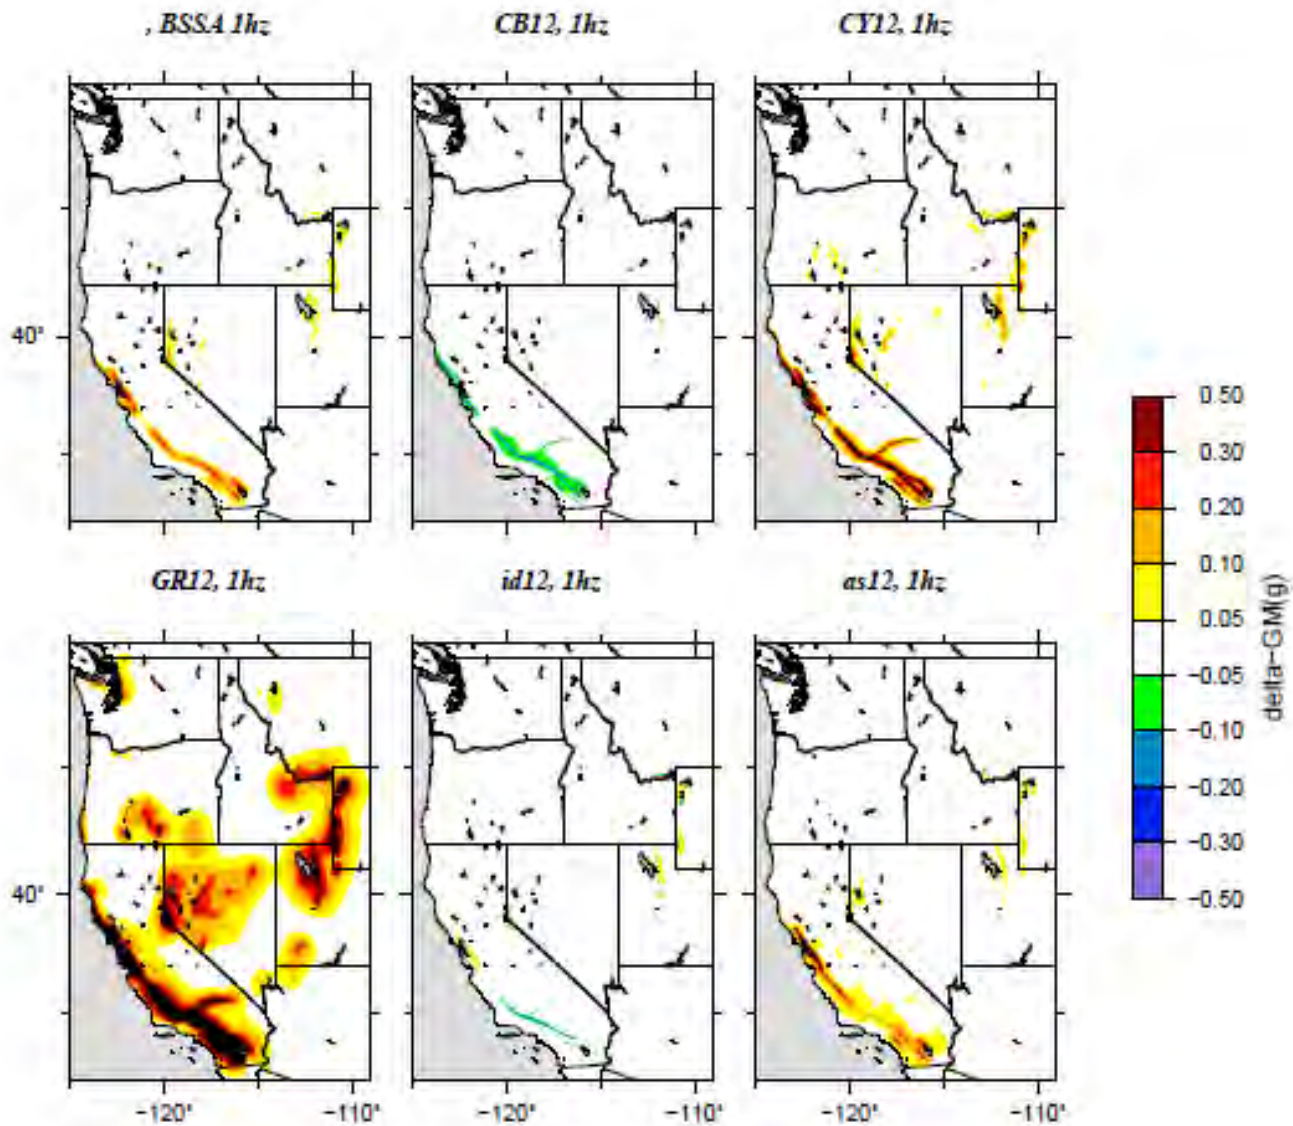 , BSSA 1hz
CB12, 1hz
CY12, 1hz
40°
GR12, 1hz
id12, 1hz
as12, 1hz
40°
−120°
−110°
−120°
−110°
−120°
−110°
0.50
0.30
0.20
0.10
0.05
−0.05
−0.10
−0.20
−0.30
−0.50
delta−GM(g)